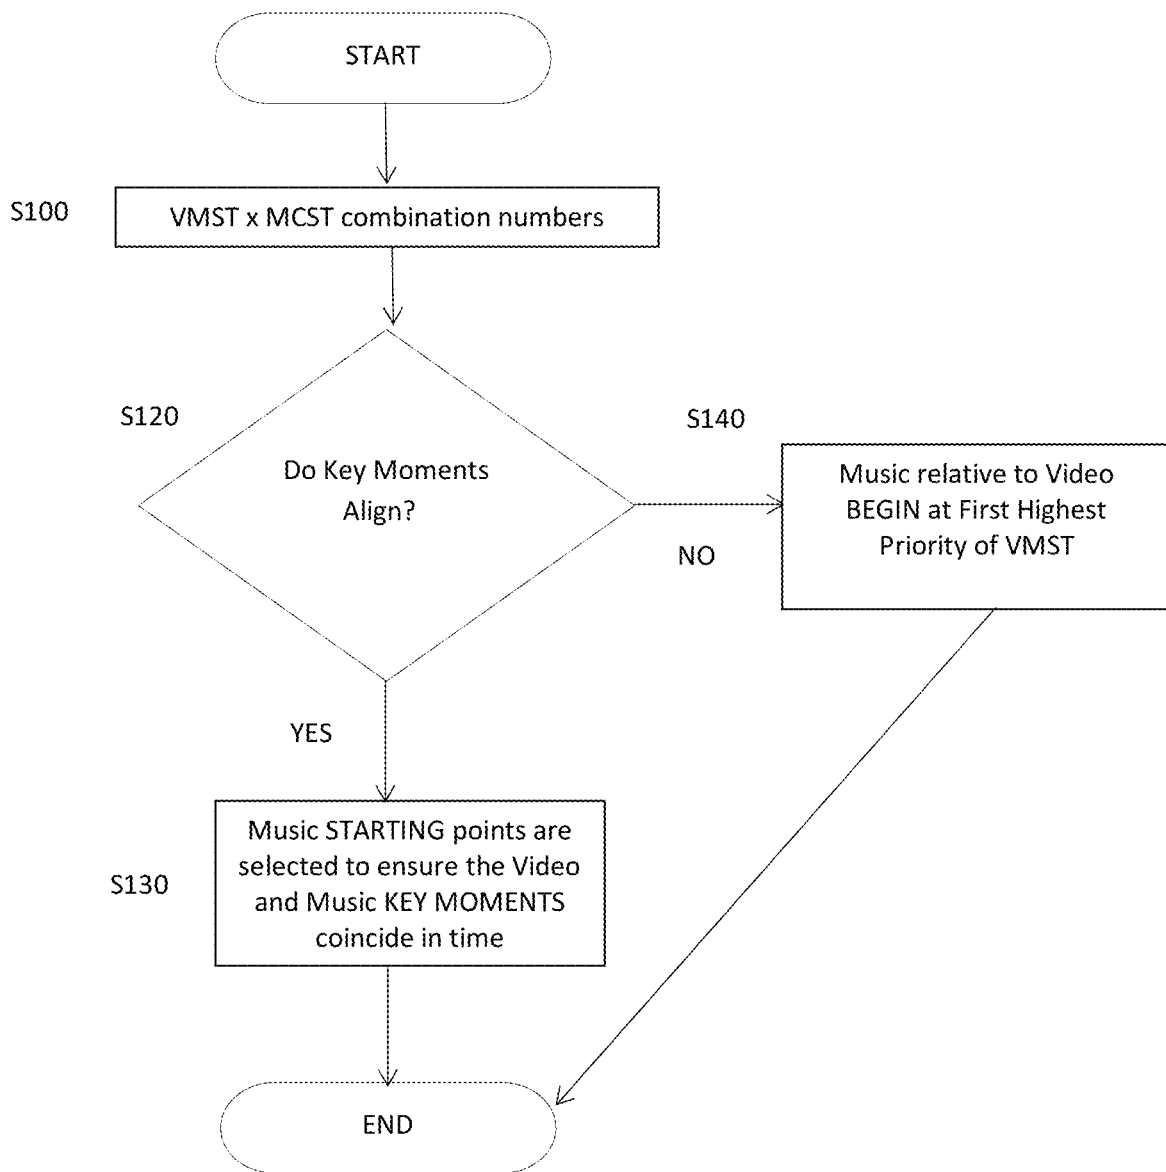 START
S100
VMST x MCST combination numbers
S120
Do Key Moments
Align?
S140
Music relative to Video
BEGIN at First Highest
Priority of VMST
NO
YES
S130
Music STARTING points are
selected to ensure the Video
and Music KEY MOMENTS
coincide in time
END